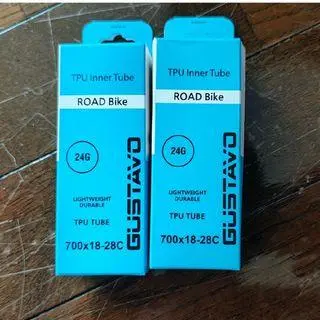 TPU Inner Tube
ROAD Bike
24G
LIGHTWEIGHT
DURABLE
TPU TUBE
700x18-28C
GUSTAVO
TPU Inner Tube
ROAD Bike
24G
LIGHTWEIGHT
DURABLE
TPU TUBE
700x18-28C
GUSTAVO